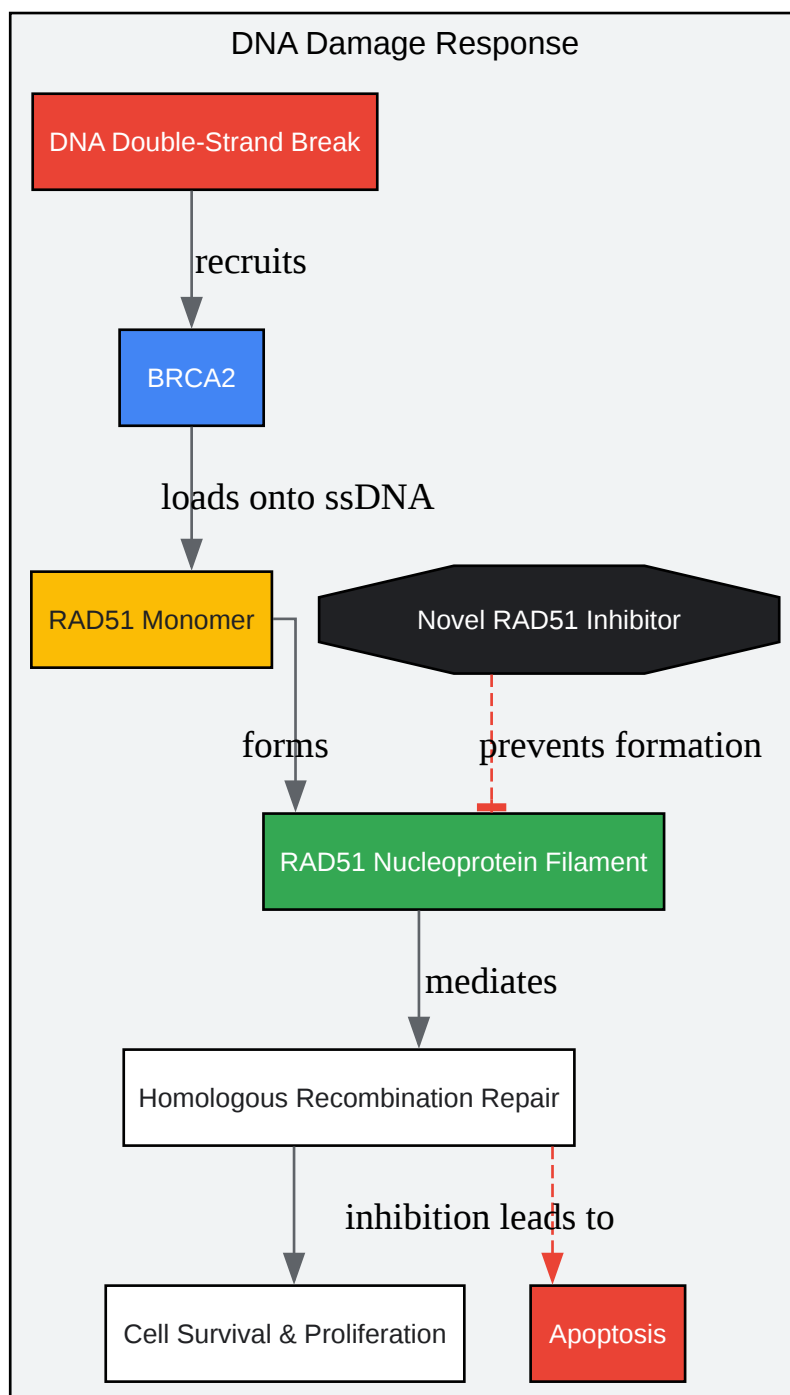 DNA Damage Response
DNA Double-Strand Break
recruits
BRCA2
loads onto ssDNA
RAD51 Monomer
Novel RAD51 Inhibitor
forms
prevents formation
RAD51 Nucleoprotein Filament
mediates
Homologous Recombination Repair
inhibition leads to
Cell Survival & Proliferation
Apoptosis